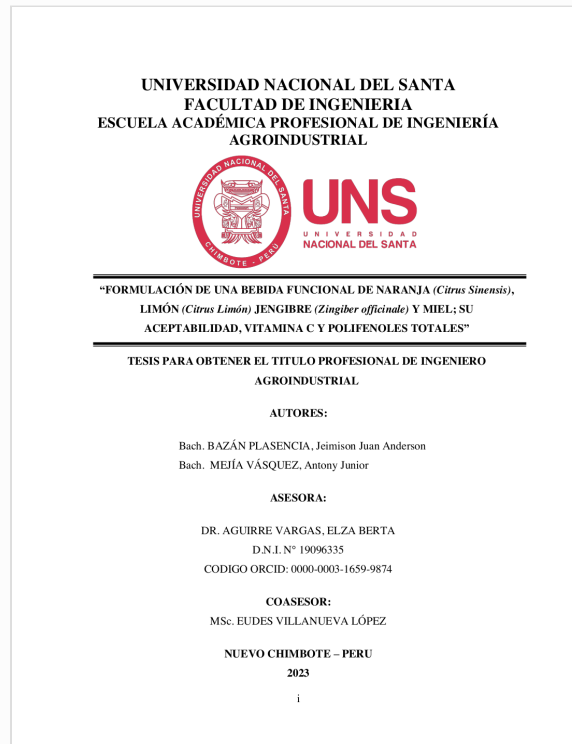 UNIVERSIDAD NACIONAL DEL SANTA
FACULTAD DE INGENIERIA
ESCUELA ACADÉMICA PROFESIONAL DE INGENIERÍA
AGROINDUSTRIAL
UNIVERSIDAD NACIONAL DEL SANTA
CHIMBOTE - PERU
UNS
UNIVERSIDAD
NACIONAL DEL SANTA
“FORMULACIÓN DE UNA BEBIDA FUNCIONAL DE NARANJA (Citrus Sinensis),
LIMÓN (Citrus Limón) JENGIBRE (Zingiber officinale) Y MIEL; SU
ACEPTABILIDAD, VITAMINA C Y POLIFENOLES TOTALES”
TESIS PARA OBTENER EL TITULO PROFESIONAL DE INGENIERO
AGROINDUSTRIAL
AUTORES:
Bach. BAZÁN PLASENCIA, Jeimison Juan Anderson
Bach. MEJÍA VÁSQUEZ, Antony Junior
ASESORA:
DR. AGUIRRE VARGAS, ELZA BERTA
D.N.I. N° 19096335
CODIGO ORCID: 0000-0003-1659-9874
COASESOR:
MSc. EUDES VILLANUEVA LÓPEZ
NUEVO CHIMBOTE – PERU
2023
i